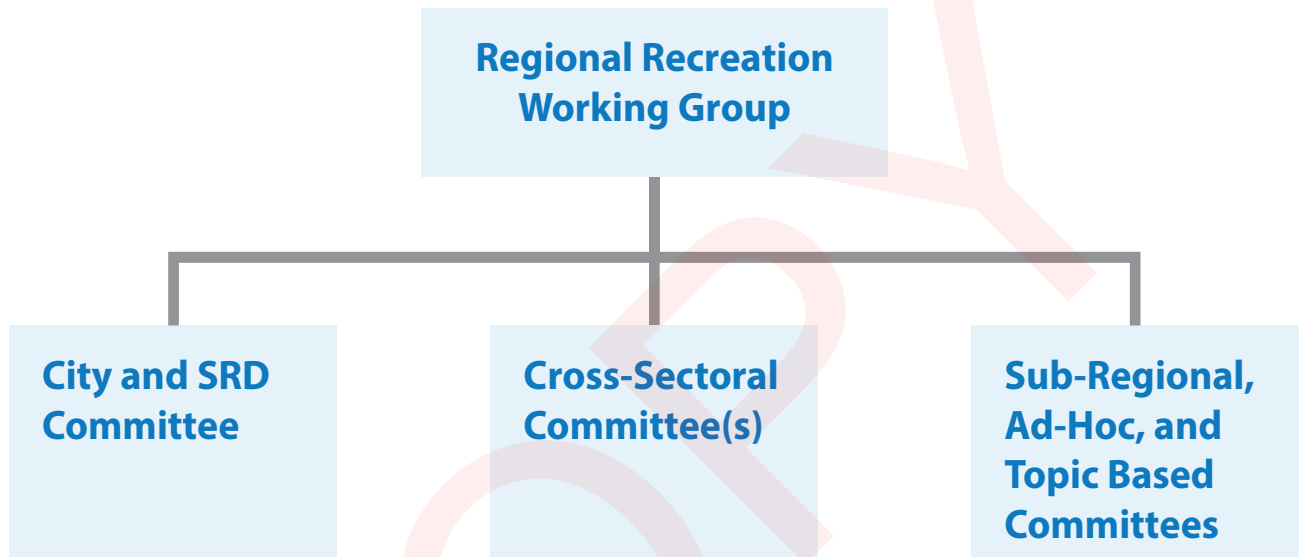 Regional Recreation
Working Group
City and SRD
Committee
Cross-Sectoral
Committee(s)
Sub-Regional,
Ad-Hoc, and
Topic Based
Committees
OPY